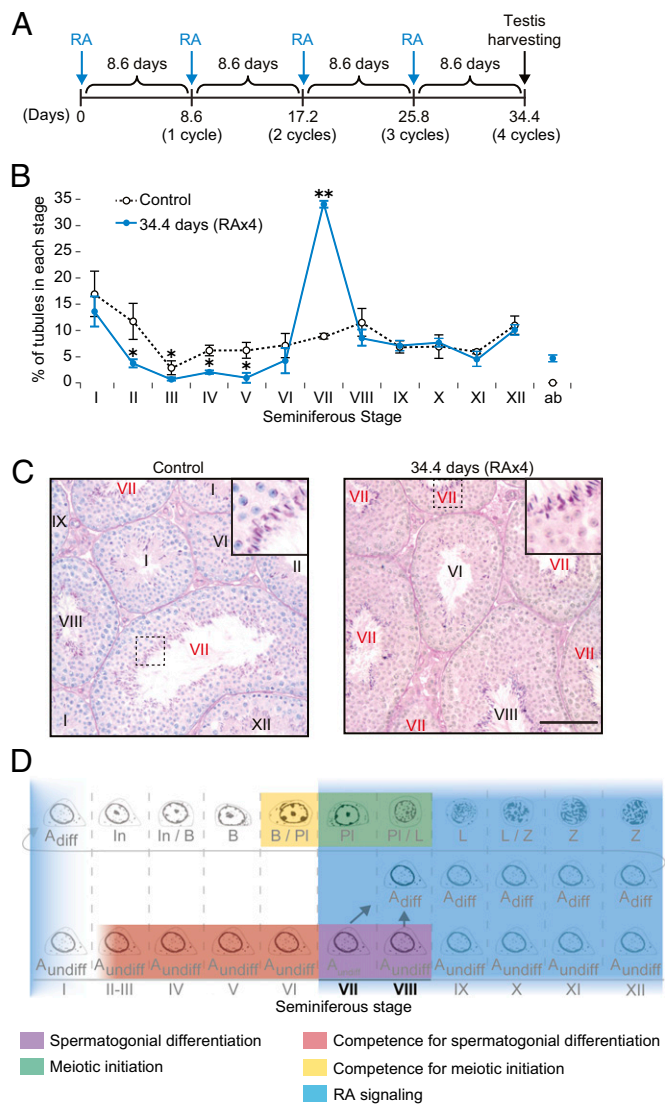 A
Testis
harvesting
RA RA RA RA
8.6 days 8.6 days 8.6 days 8.6 days
(Days) 0 8.6 17.2 25.8 34.4
(1 cycle) (2 cycles) (3 cycles) (4 cycles)
B
% of tubules in each stage
35
30
25
20
15
10
5
0
Control
34.4 days (RAx4)
**
* * * *
I II III IV V VI VII VIII IX X XI XII ab
Seminiferous Stage
C
Control
VII I
IX VI
I II
VIII
VII
I XII
34.4 days (RAx4)
VII
VI VII
VII
VII
VII VIII
D
Adiff In In / B B B / Pl Pl Pl / L L L / Z Z Z
Adiff Adiff Adiff Adiff Adiff
Aundiff Aundiff Aundiff Aundiff Aundiff Aundiff Aundiff Aundiff Aundiff Aundiff Aundiff
I II-III IV V VI VII VIII IX X XI XII
Seminiferous stage
Spermatogonial differentiation
Meiotic initiation
Competence for spermatogonial differentiation
Competence for meiotic initiation
RA signaling